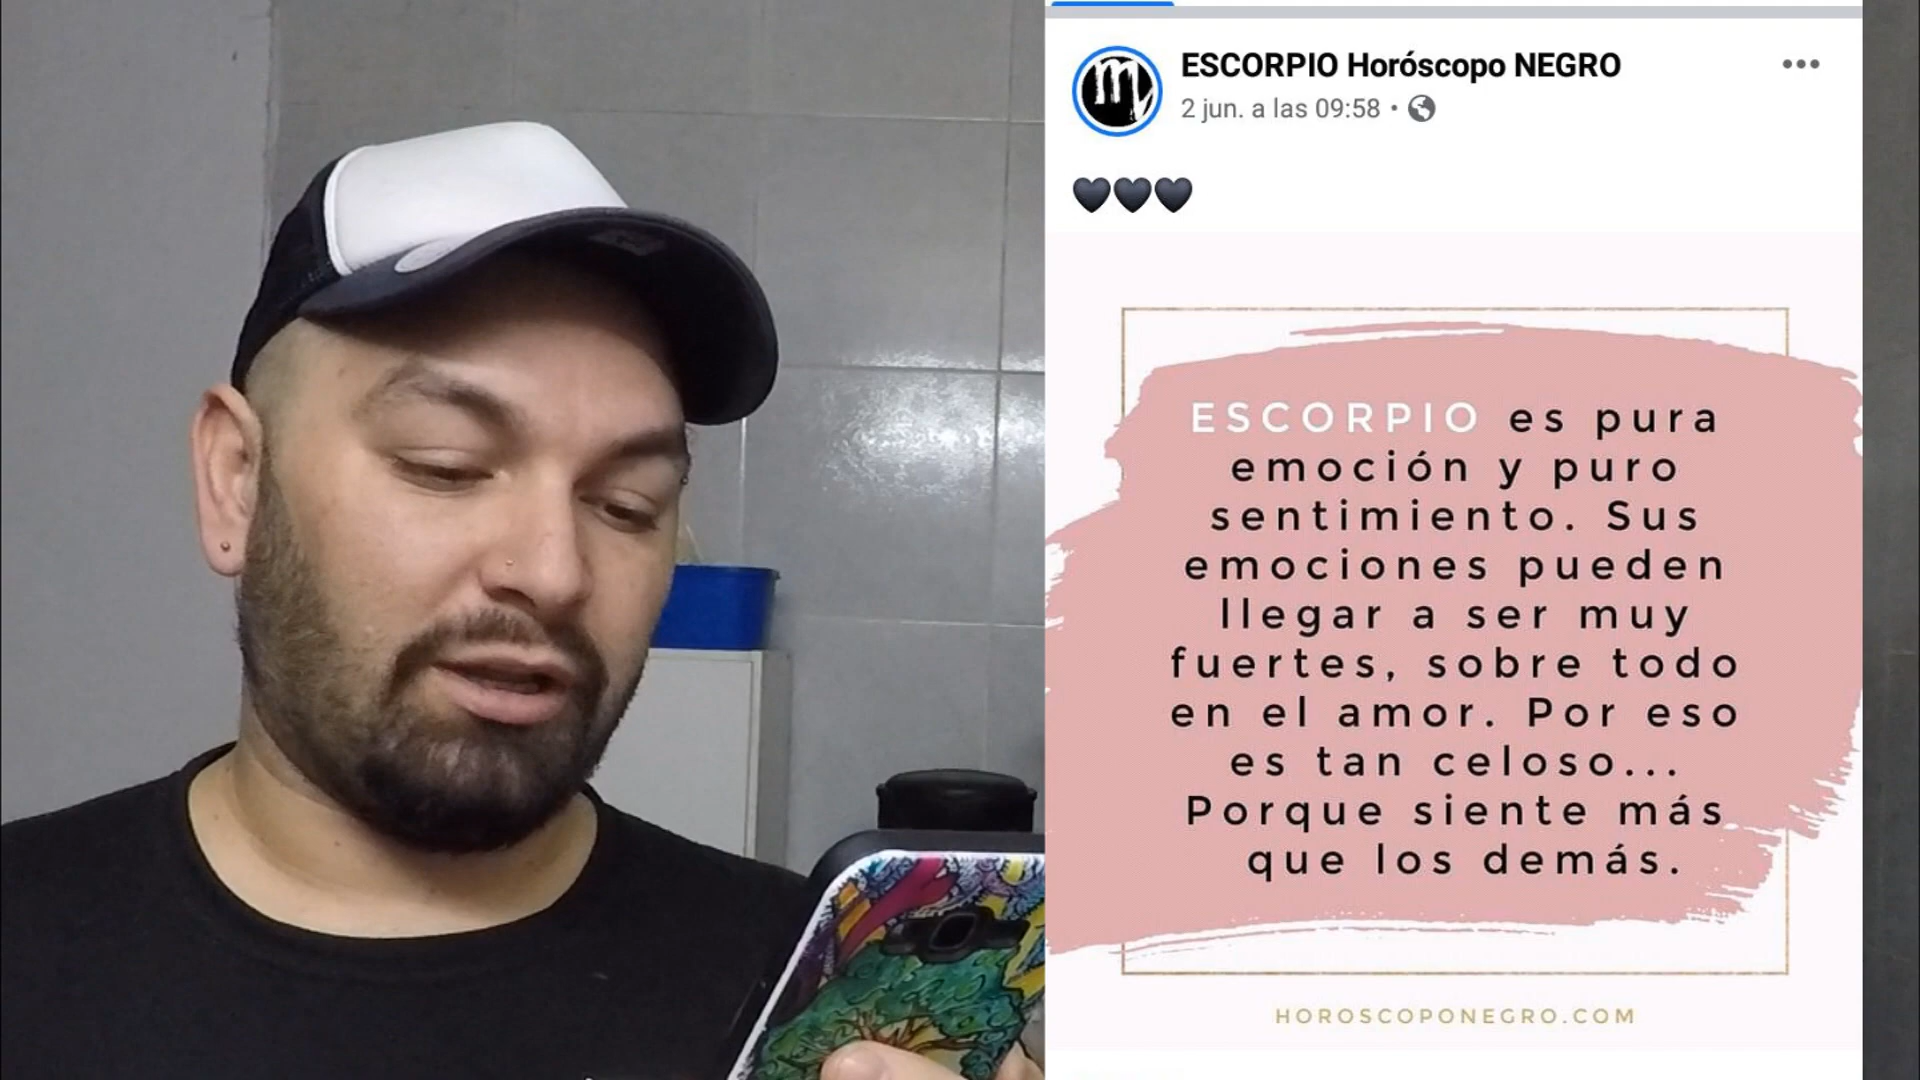 ESCORPIO Horóscopo NEGRO
2 jun. a las 09:58
🖤🖤🖤
ESCORPIO es pura
emoción y puro
sentimiento. Sus
emociones pueden
llegar a ser muy
fuertes, sobre todo
en el amor. Por eso
es tan celoso...
Porque siente más
que los demás.
HOROSCOPONEGRO.COM